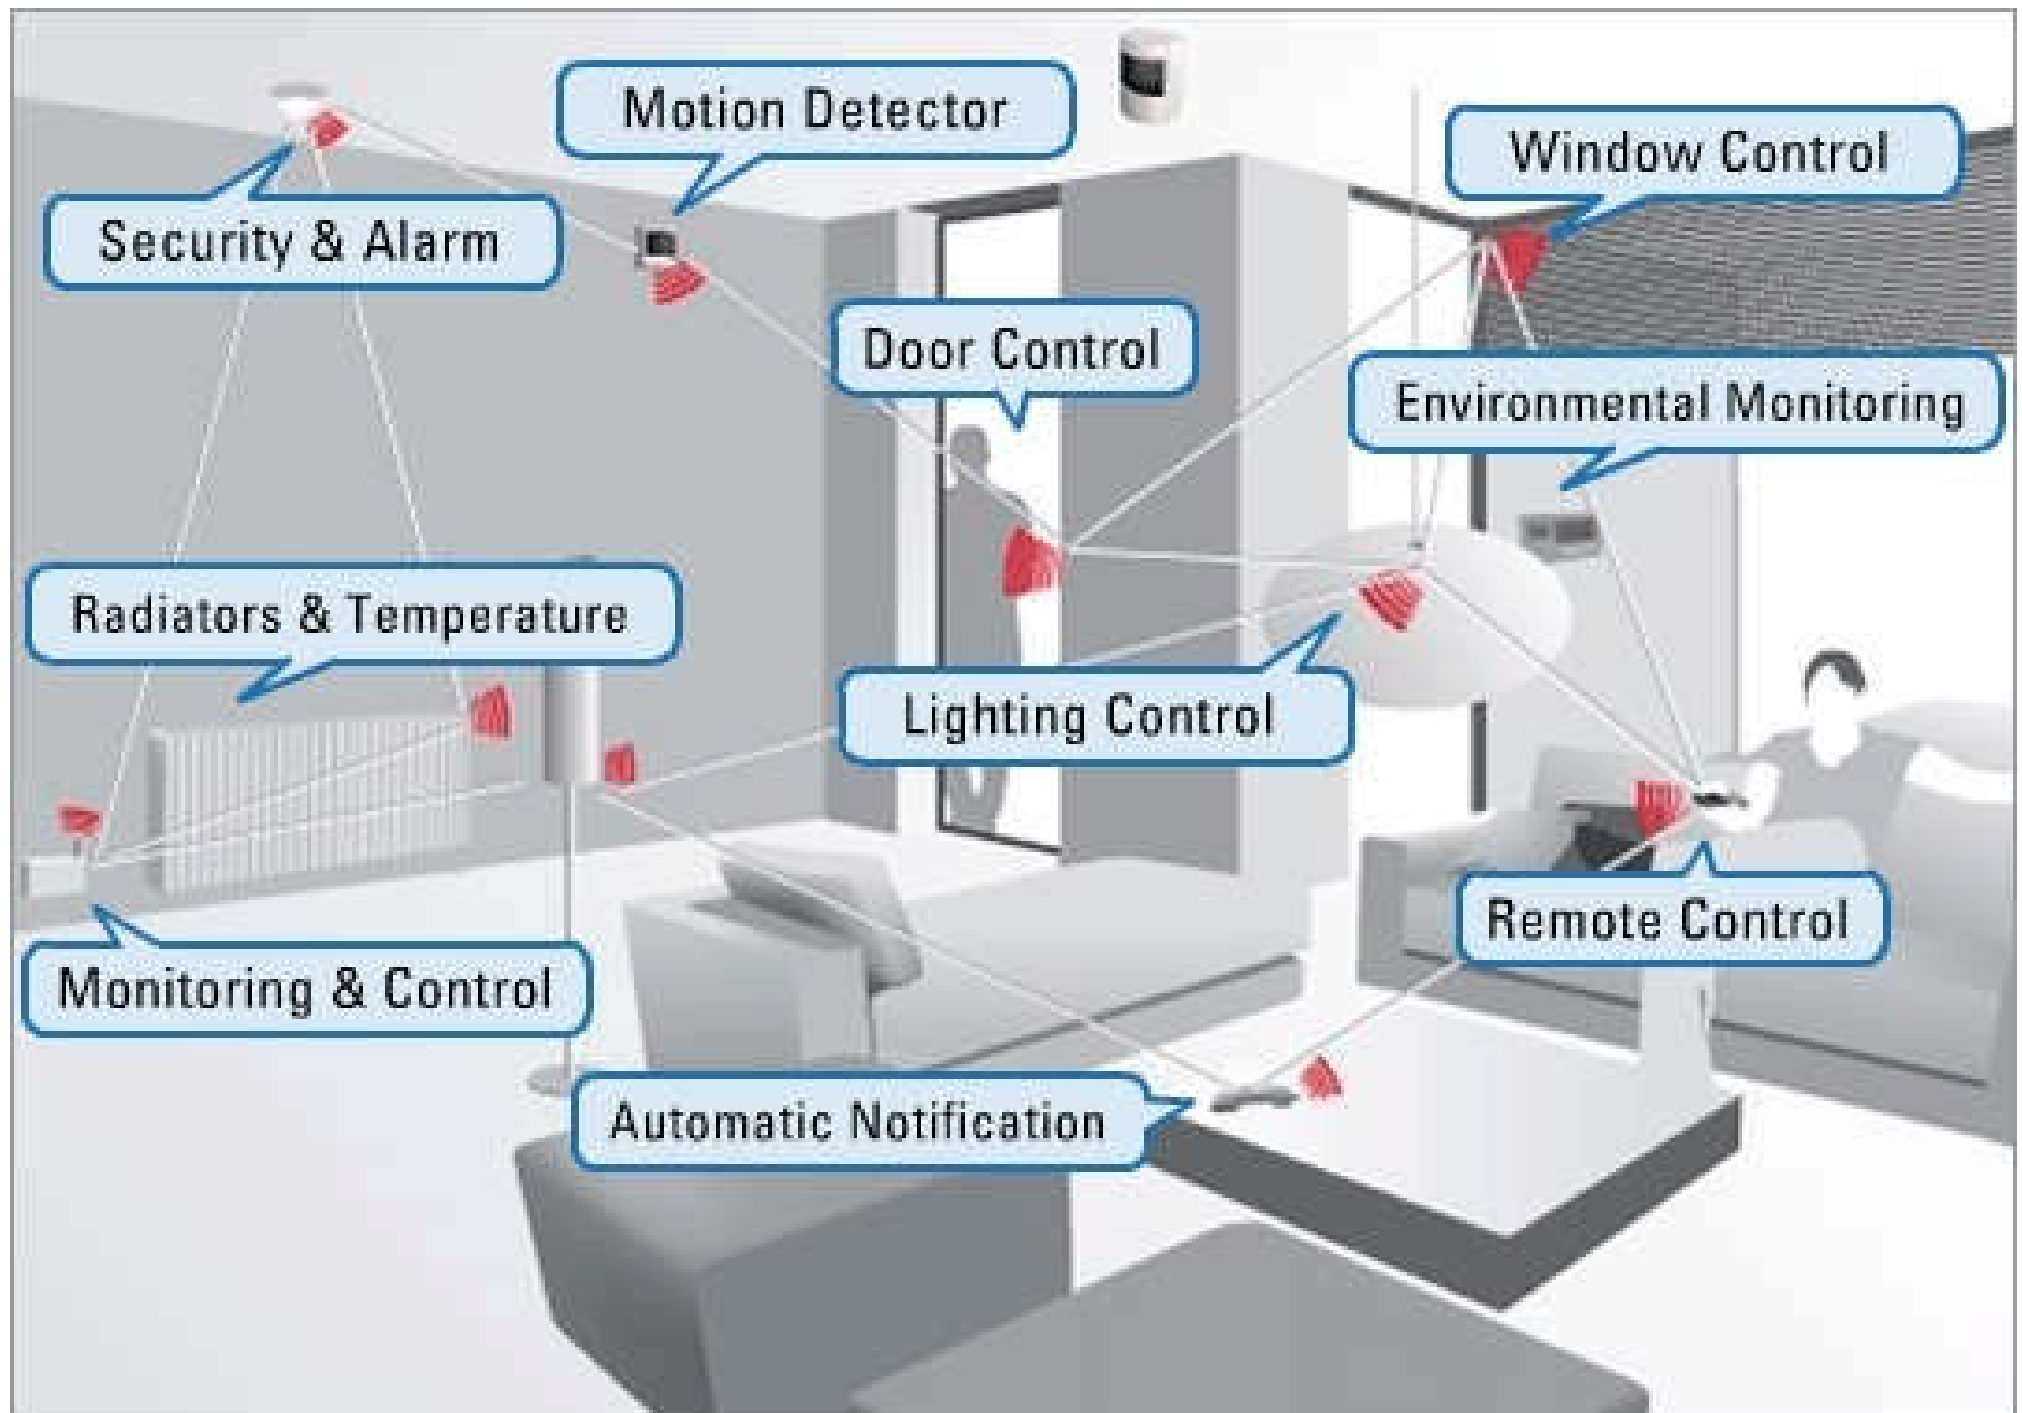 Motion Detector
Window Control
Security & Alarm
Door Control
Environmental Monitoring
Radiators & Temperature
Lighting Control
Remote Control
Monitoring & Control
Automatic Notification